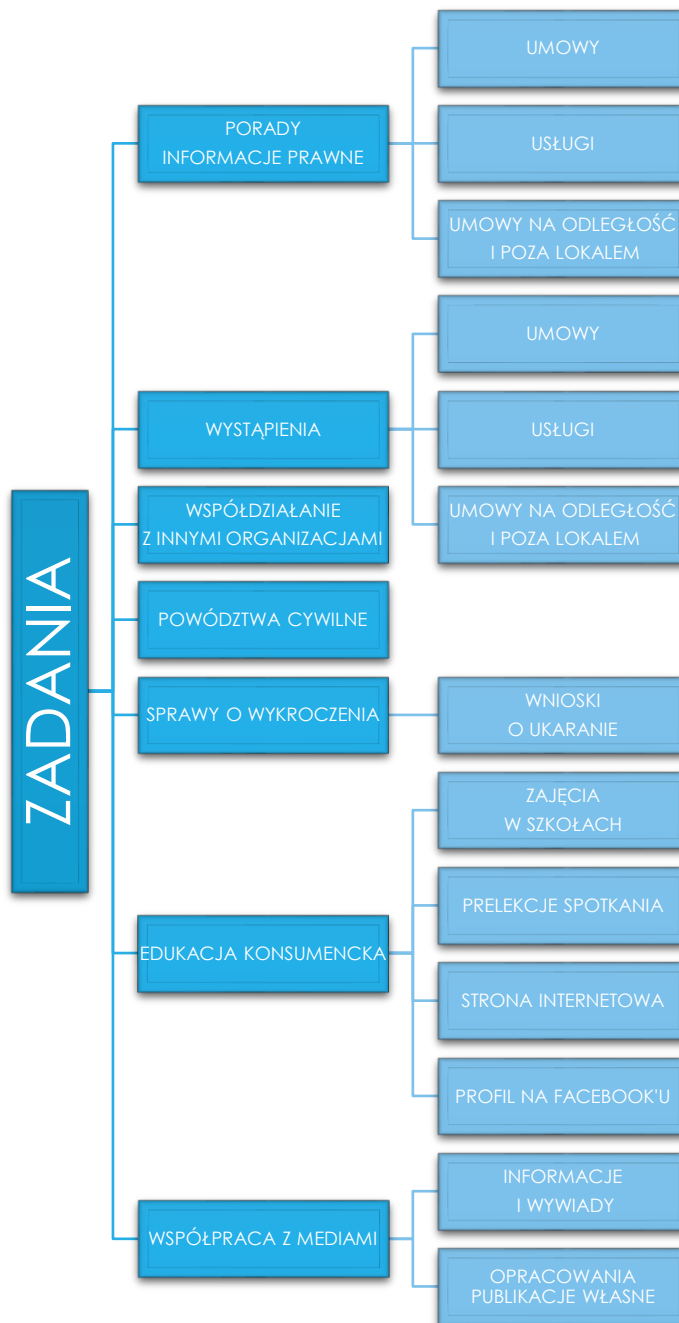 ZADANIA
PORADY
INFORMACJE PRAWNE
UMOWY
USŁUGI
UMOWY NA ODLEGŁOŚĆ
I POZA LOKALEM
WYSTĄPIENIA
UMOWY
USŁUGI
UMOWY NA ODLEGŁOŚĆ
I POZA LOKALEM
WSPÓŁDZIAŁANIE
Z INNYMI ORGANIZACJAMI
POWÓDZTWA CYWILNE
SPRAWY O WYKROCZENIA
WNIOSKI
O UKARANIE
EDUKACJA KONSUMENCKA
ZAJĘCIA
W SZKOŁACH
PRELEKCJE SPOTKANIA
STRONA INTERNETOWA
PROFIL NA FACEBOOK'U
WSPÓŁPRACA Z MEDIAMI
INFORMACJE
I WYWIADY
OPRACOWANIA
PUBLIKACJE WŁASNE